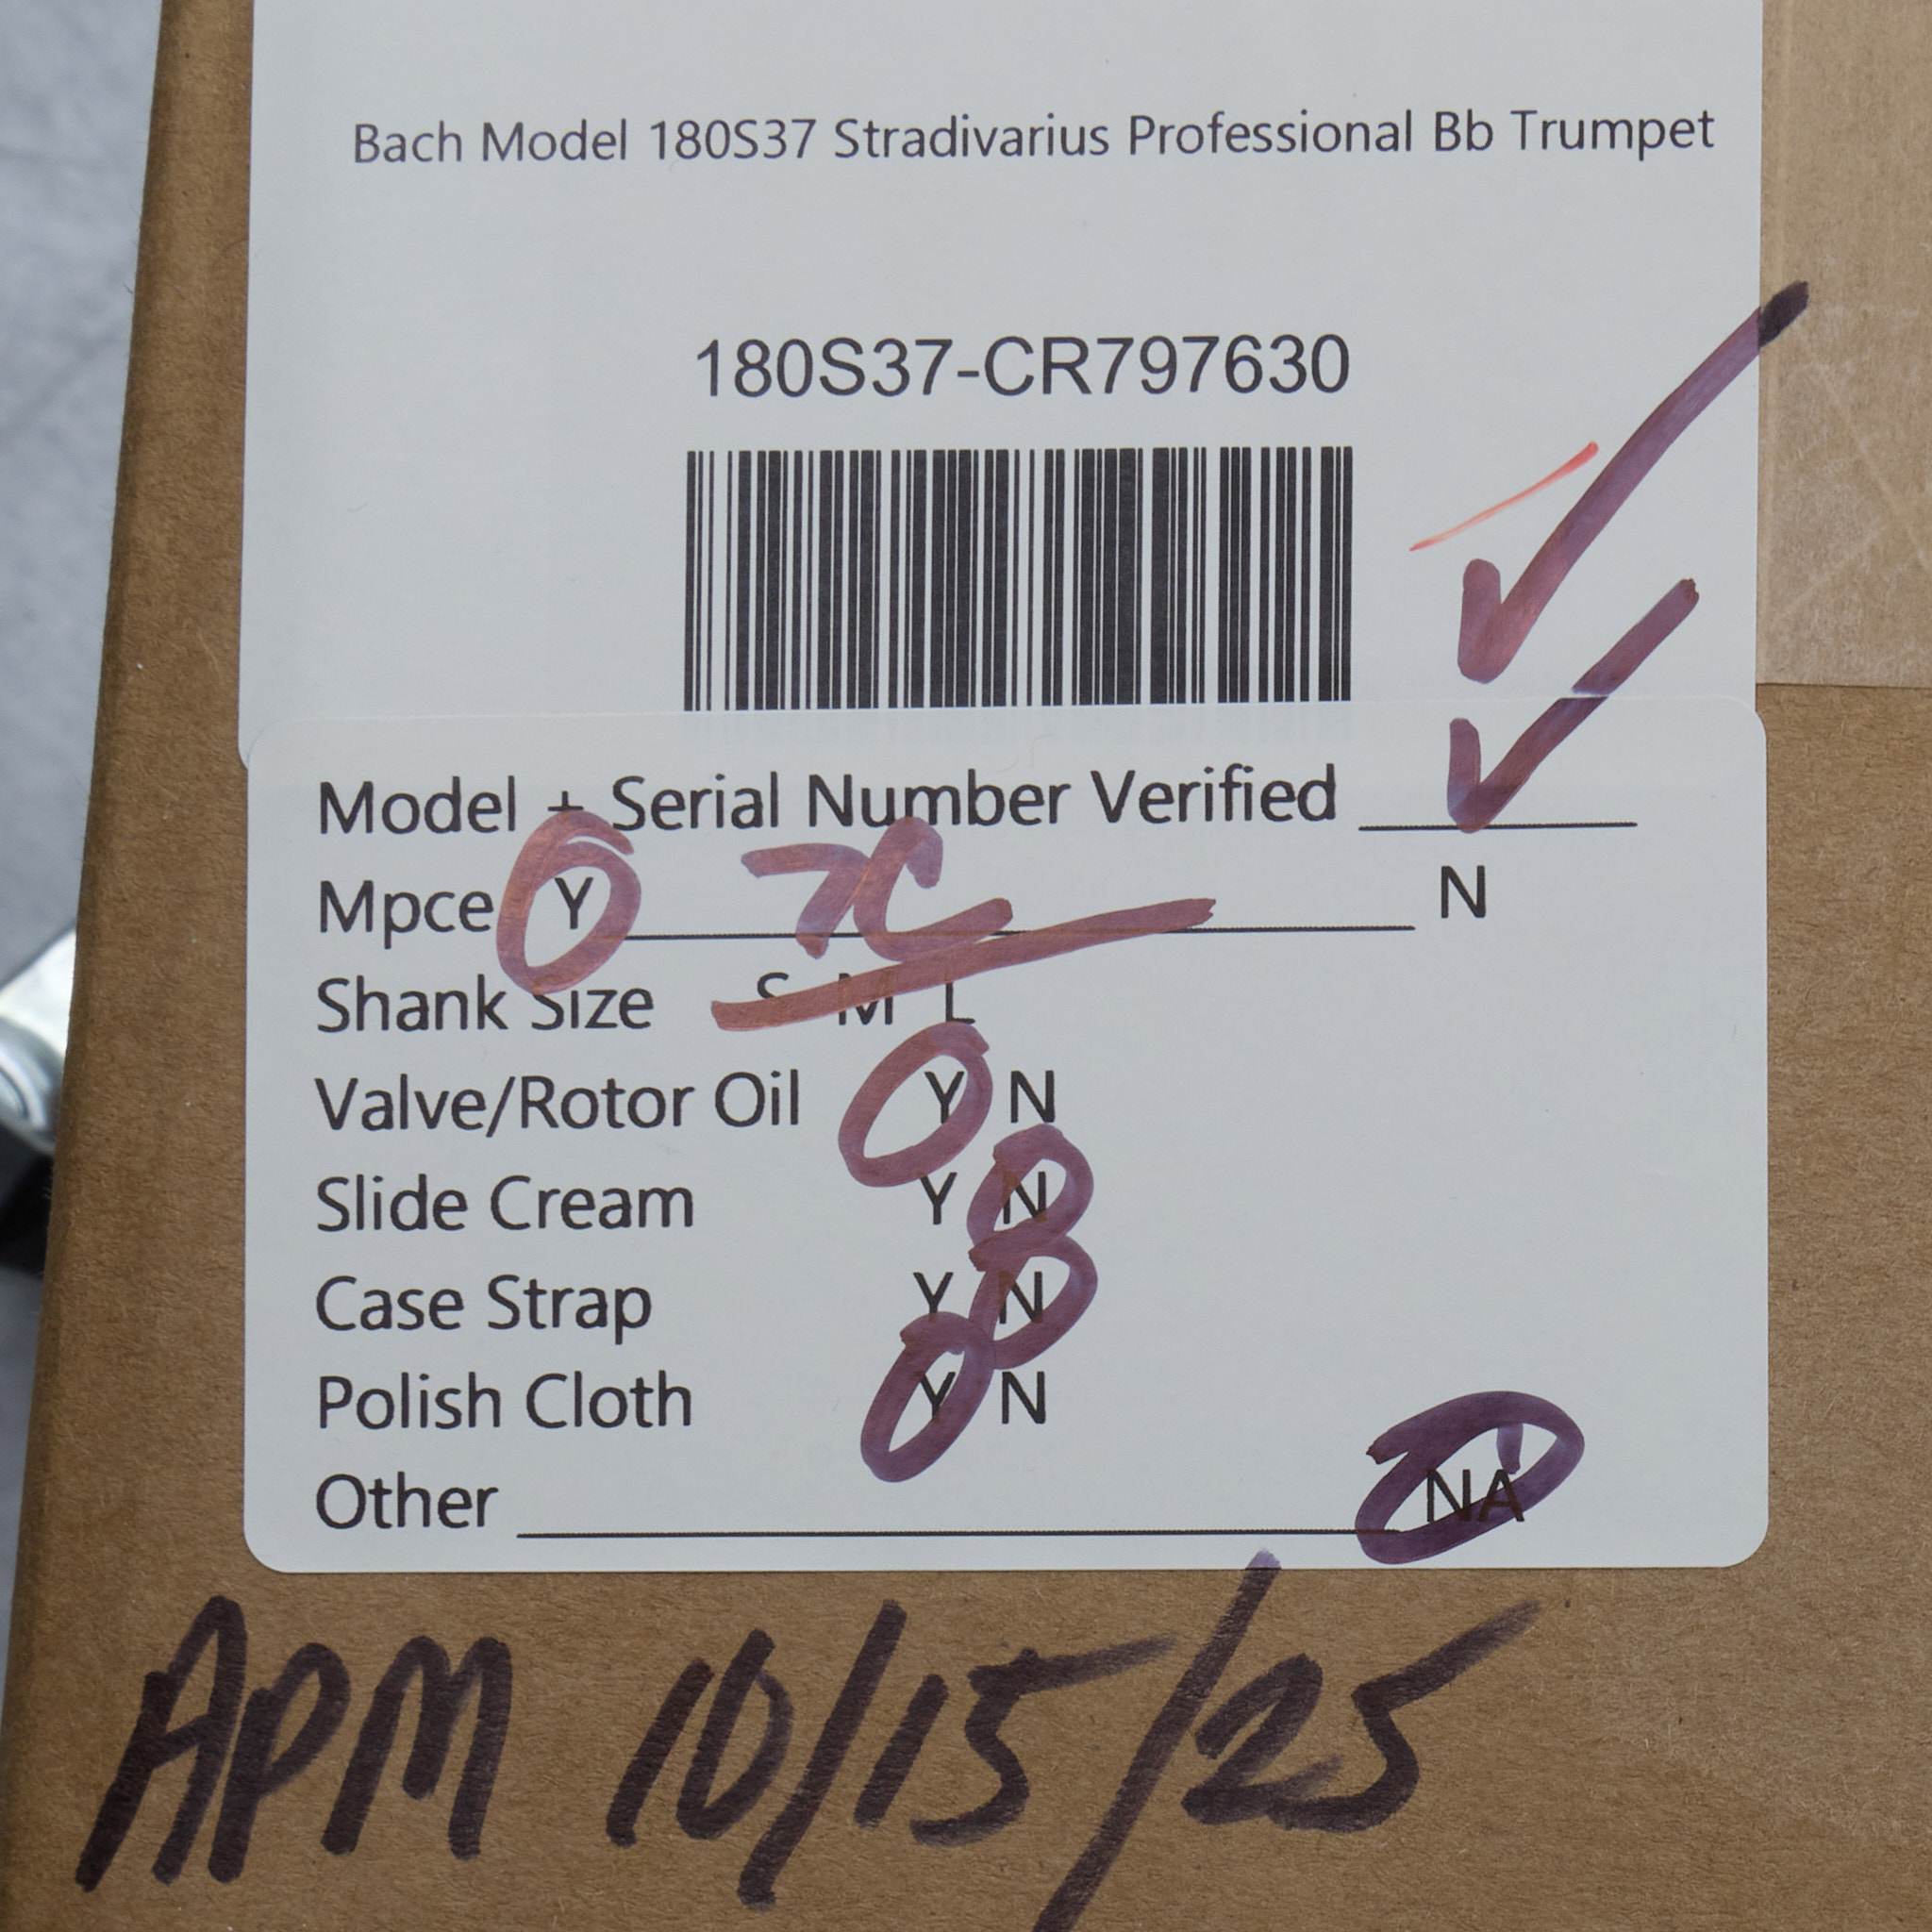 Bach Model 180S37 Stradivarius Professional Bb Trumpet
180S37-CR797630
Model + Serial Number Verified
Mpce Y 7C N
Shank Size S M L
Valve/Rotor Oil Y N
Slide Cream Y N
Case Strap Y N
Polish Cloth Y N
Other NA
APM 10/15/25